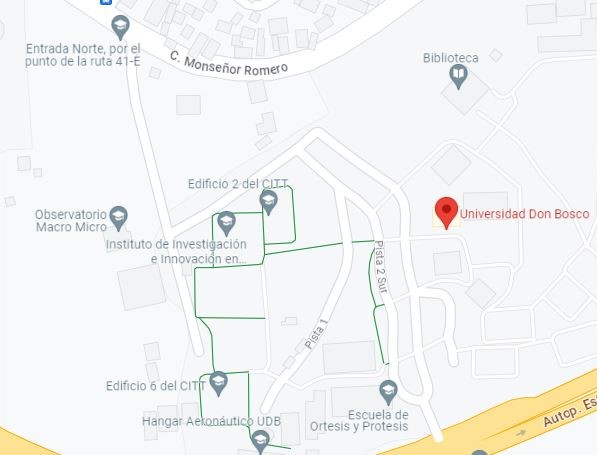 Entrada Norte, por el
punto de la ruta 41-E
C. Monseñor Romero
Biblioteca
Edificio 2 del CITT
Observatorio
Macro Micro
Universidad Don Bosco
Instituto de Investigación
e Innovación en...
Pista 2 Sur
Pista 1
Edificio 6 del CITT
Hangar Aeronáutico UDB
Escuela de
Ortesis y Protesis
Autop. Es